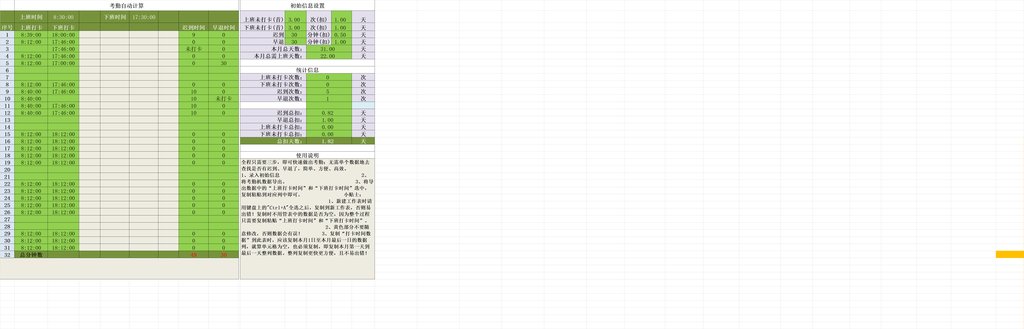 考勤自动计算
上班时间 8:30:00 下班时间 17:30:00
序号 上班打卡 下班打卡 迟到时间 早退时间
1 8:39:00 18:00:00 9 0
2 8:12:00 17:46:00 0 0
3 17:46:00 未打卡 0
4 8:12:00 17:46:00 0 0
5 8:12:00 17:00:00 0 30
6
7
8 8:12:00 17:46:00 0 0
9 8:40:00 17:46:00 10 0
10 8:40:00 10 未打卡
11 8:40:00 17:46:00 10 0
12 8:40:00 17:46:00 10 0
13
14
15 8:12:00 18:12:00 0 0
16 8:12:00 18:12:00 0 0
17 8:12:00 18:12:00 0 0
18 8:12:00 18:12:00 0 0
19 8:12:00 18:12:00 0 0
20
21
22 8:12:00 18:12:00 0 0
23 8:12:00 18:12:00 0 0
24 8:12:00 18:12:00 0 0
25 8:12:00 18:12:00 0 0
26 8:12:00 18:12:00 0 0
27
28
29 8:12:00 18:12:00 0 0
30 8:12:00 18:12:00 0 0
31 8:12:00 18:12:00 0 0
32 总分钟数 49 30
初始信息设置
上班未打卡(首) 3.00 次(扣) 1.00 天
下班未打卡(首) 3.00 次(扣) 1.00 天
迟到 30 分钟(扣) 0.50 天
早退 30 分钟(扣) 1.00 天
本月总天数: 31.00 天
本月总需上班天数: 22.00 天
统计信息
上班未打卡次数: 0 次
下班未打卡次数: 0 次
迟到次数: 5 次
早退次数: 1 次
迟到总扣: 0.82 天
早退总扣: 1.00 天
上班未打卡总扣: 0.00 天
下班未打卡总扣: 0.00 天
总扣天数: 1.82 天
使用说明
全程只需要三步，即可快速做出考勤；无需单个数据地去
查找是否有迟到、早退了，简单、方便、高效。
1、录入初始信息 2、
将考勤机数据导出。 3、将导
出数据中的“上班打卡时间”和“下班打卡时间”选中，
复制粘贴到对应列中即可。 小贴士：
1、新建工作表时请
用键盘上的"Ctrl+A"全选之后，复制到新工作表，否则易
出错！复制时不用管表中的数据是否为空，因为整个过程
只需要复制粘贴“上班打卡时间”和“下班打卡时间”。
2、黄色部分不要随
意修改，否则数据会有误！ 3、复制“打卡时间数
据”到此表时，应该复制本月1日至本月最后一日的数据
列，就算单元格为空，也必须复制，即复制本月第一天到
最后一天整列数据，整列复制更快更方便，且不易出错！